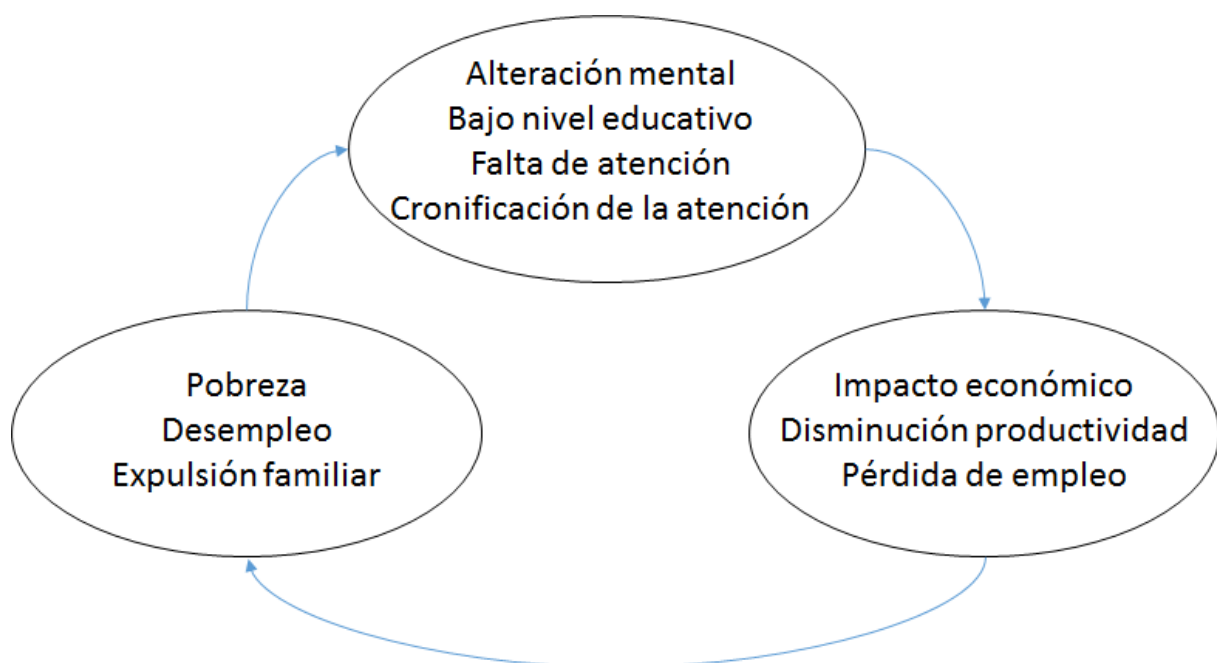 Alteración mental
Bajo nivel educativo
Falta de atención
Cronificación de la atención
Pobreza
Desempleo
Expulsión familiar
Impacto económico
Disminución productividad
Pérdida de empleo